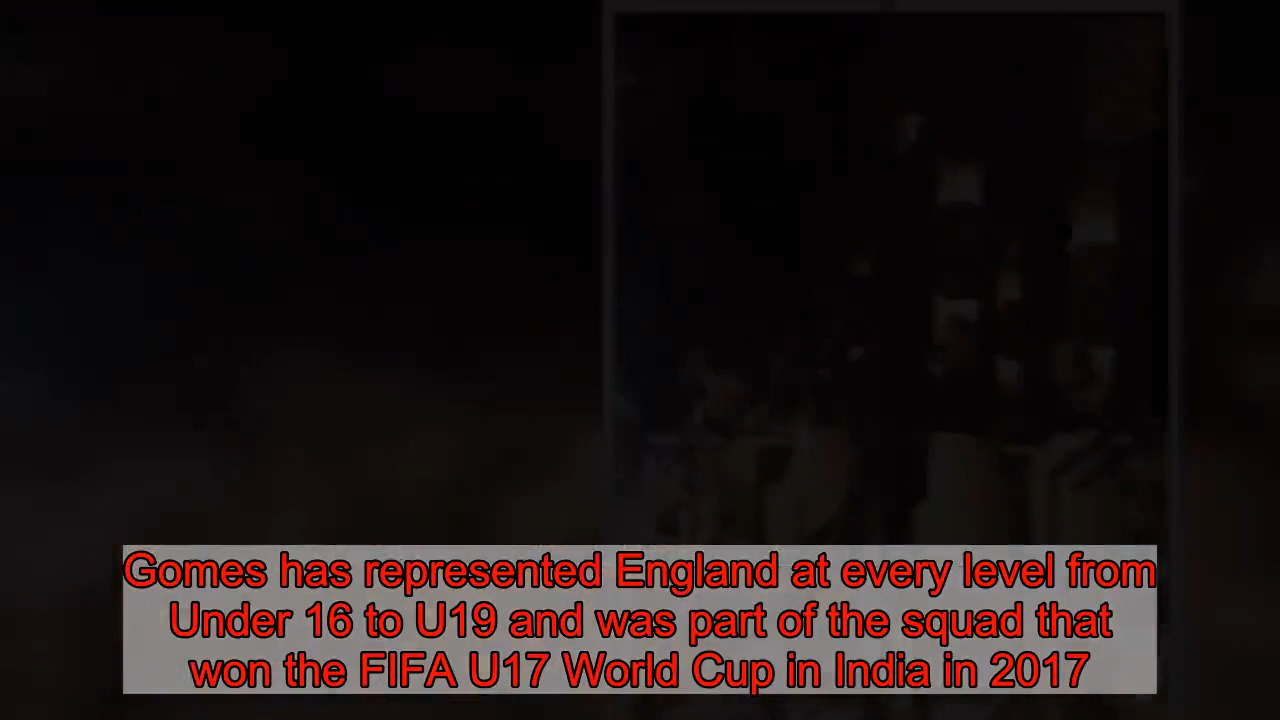 Gomes has represented England at every level from
Under 16 to U19 and was part of the squad that
won the FIFA U17 World Cup in India in 2017